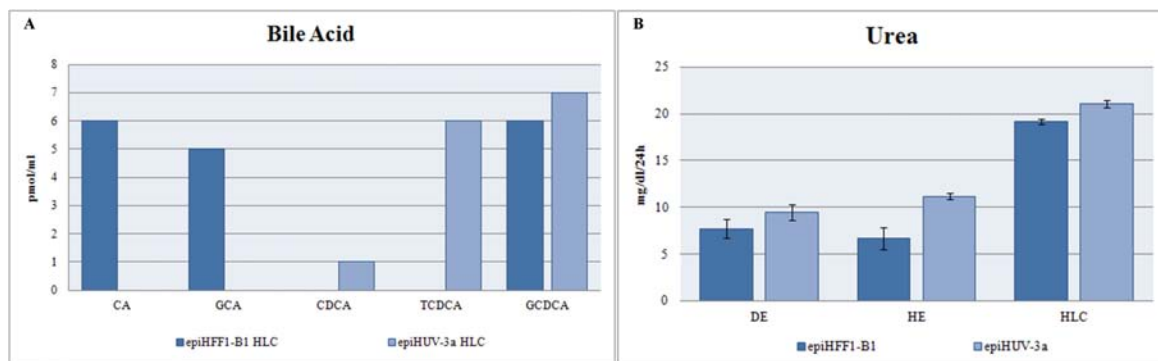 A
Bile Acid
pmol/ml
8
7
6
5
4
3
2
1
0
CA GCA CDCA TCDCA GCDCA
epiHFF1-B1 HLC epiHUV-3a HLC
B
Urea
mg/dl/24h
25
20
15
10
5
0
DE HE HLC
epiHFF1-B1 epiHUV-3a